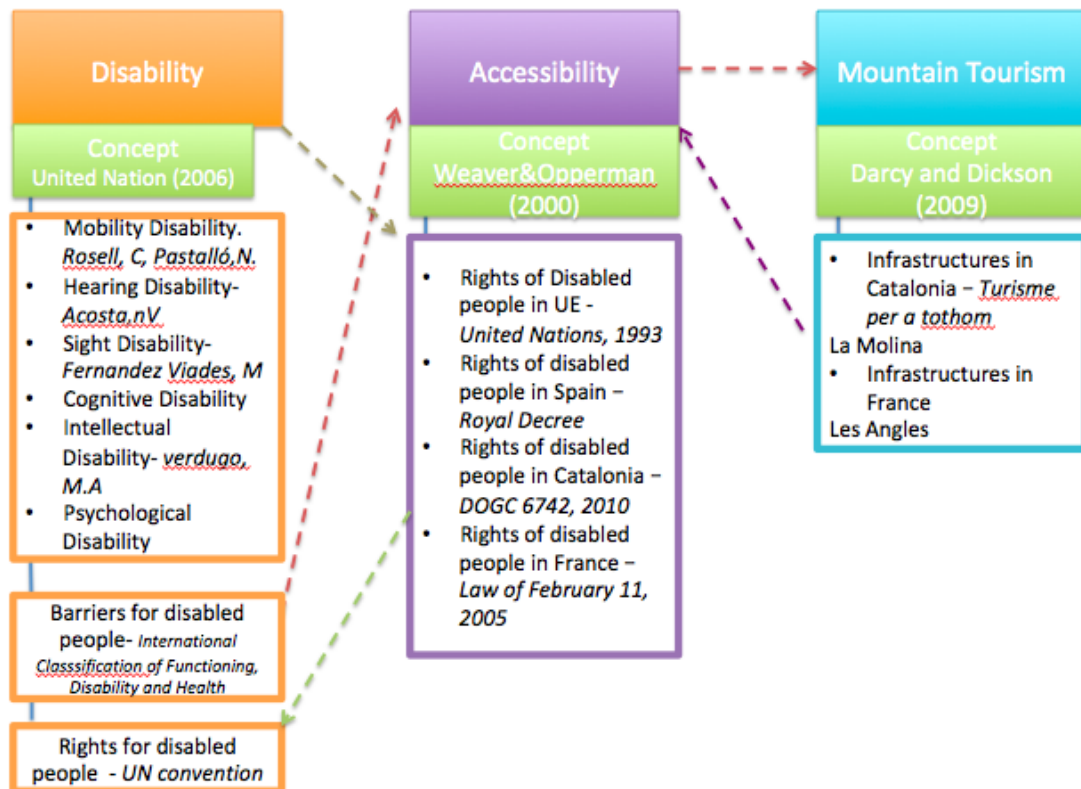 Disability
Concept
United Nation (2006)
• Mobility Disability.
Rosell, C, Pastalló,N.
• Hearing Disability-
Acosta,nV
• Sight Disability-
Fernandez Viades, M
• Cognitive Disability
• Intellectual
Disability- verdugo,
M.A
• Psychological
Disability
Barriers for disabled
people- International
Classsification of Functioning,
Disability and Health
Rights for disabled
people - UN convention
Accessibility
Concept
Weaver&Opperman
(2000)
• Rights of Disabled
people in UE -
United Nations, 1993
• Rights of disabled
people in Spain –
Royal Decree
• Rights of disabled
people in Catalonia –
DOGC 6742, 2010
• Rights of disabled
people in France –
Law of February 11,
2005
Mountain Tourism
Concept
Darcy and Dickson
(2009)
• Infrastructures in
Catalonia – Turisme
per a tothom
La Molina
• Infrastructures in
France
Les Angles